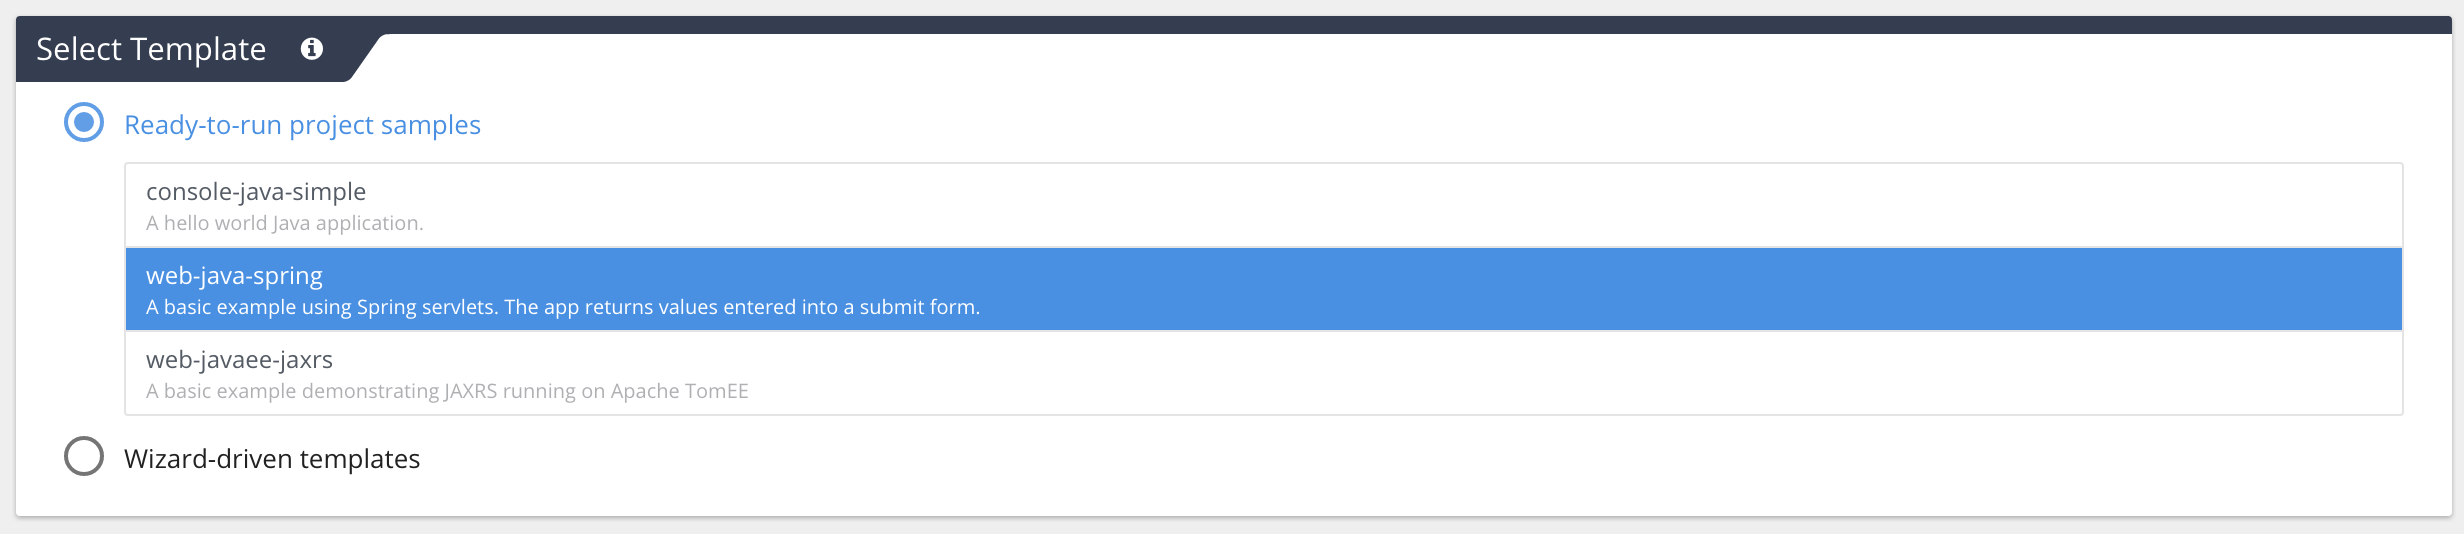 Select Template
Ready-to-run project samples
console-java-simple
A hello world Java application.
web-java-spring
A basic example using Spring servlets. The app returns values entered into a submit form.
web-javaee-jaxrs
A basic example demonstrating JAXRS running on Apache TomEE
Wizard-driven templates